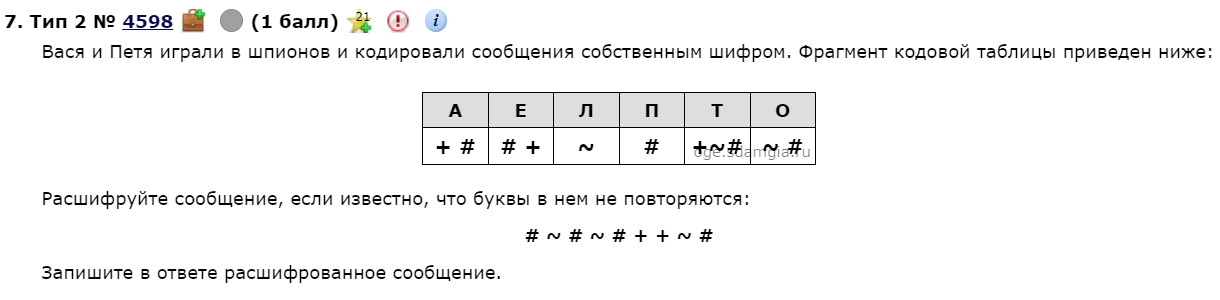 7. Тип 2 № 4598 (1 балл) 21 ! i
Вася и Петя играли в шпионов и кодировали сообщения собственным шифром. Фрагмент кодовой таблицы приведен ниже:
А Е Л П Т О
+ # # + ~ # +~# ~ #
oge.sdamgia.ru
Расшифруйте сообщение, если известно, что буквы в нем не повторяются:
# ~ # ~ # + + ~ #
Запишите в ответе расшифрованное сообщение.